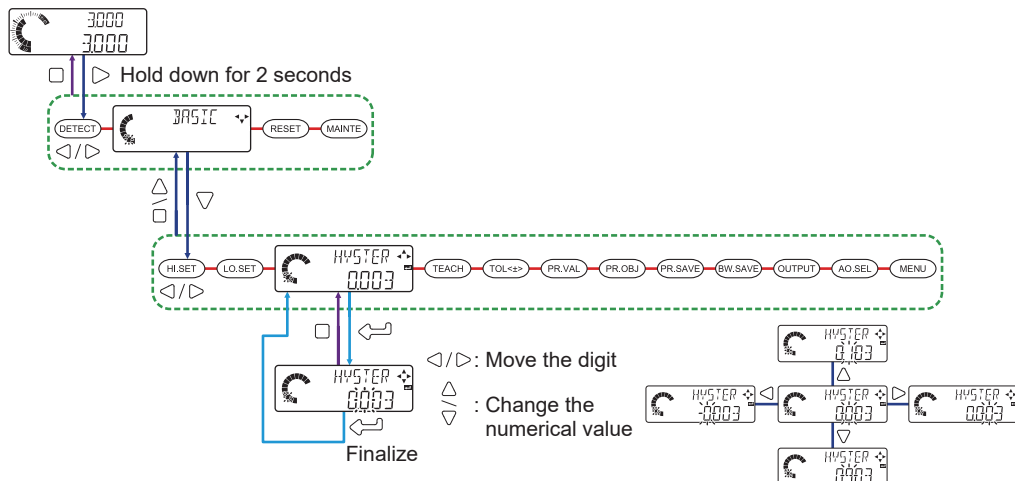 3.000
-3.000
Hold down for 2 seconds
DETECT
BASIC
RESET
MAINTE
/
HI.SET
LO.SET
HYSTER
0.003
TEACH
TOL<±>
PR.VAL
PR.OBJ
PR.SAVE
BW.SAVE
OUTPUT
AO.SEL
MENU
/
HYSTER
0.003
Finalize
/ : Move the digit
/ : Change the
numerical value
HYSTER
0.103
HYSTER
-0.003
HYSTER
0.003
HYSTER
0.003
HYSTER
0.903